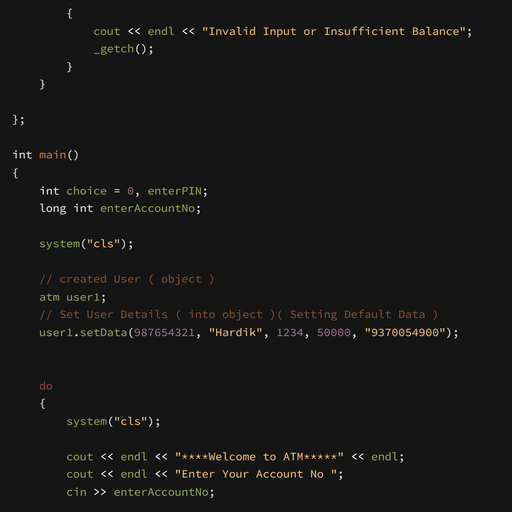 {
cout << endl << "Invalid Input or Insufficient Balance";
_getch();
}
}
};
int main()
{
int choice = 0, enterPIN;
long int enterAccountNo;
system("cls");
// created User ( object )
atm user1;
// Set User Details ( into object )( Setting Default Data )
user1.setData(987654321, "Hardik", 1234, 50000, "9370054900");
do
{
system("cls");
cout << endl << "****Welcome to ATM*****" << endl;
cout << endl << "Enter Your Account No ";
cin >> enterAccountNo;